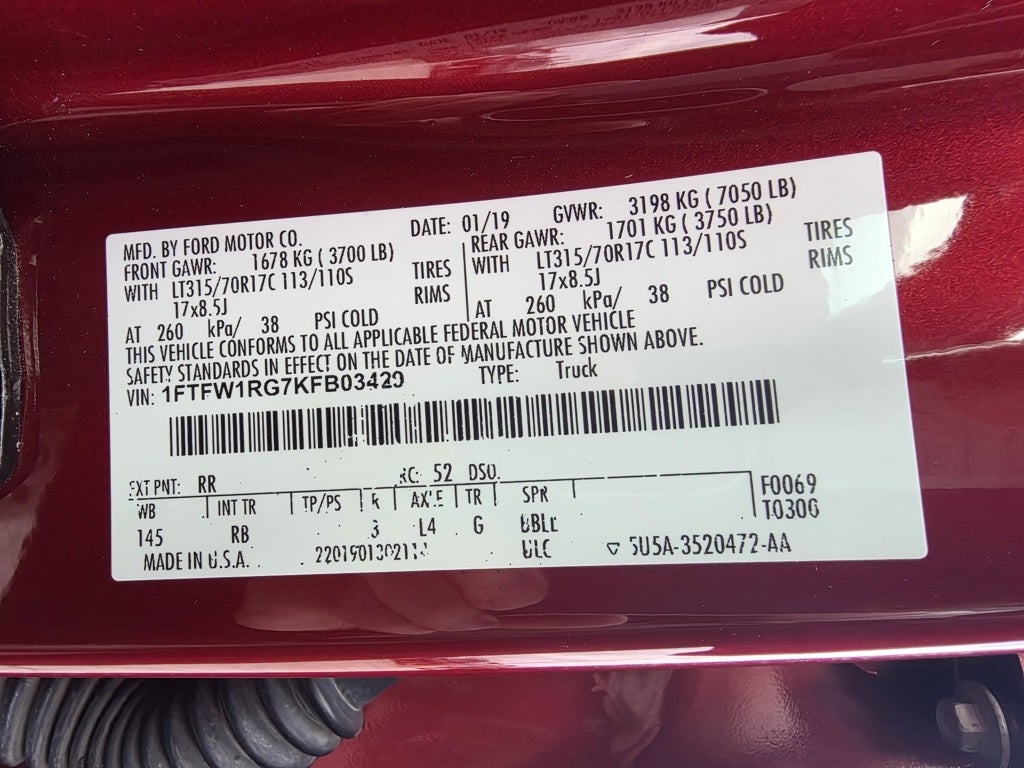 MFD. BY FORD MOTOR CO. DATE: 01/19 GVWR: 3198 KG ( 7050 LB)
FRONT GAWR: 1678 KG ( 3700 LB) REAR GAWR: 1701 KG ( 3750 LB)
WITH LT315/70R17C 113/110S TIRES WITH LT315/70R17C 113/110S TIRES
17x8.5J RIMS 17x8.5J RIMS
AT 260 kPa/ 38 PSI COLD AT 260 kPa/ 38 PSI COLD
THIS VEHICLE CONFORMS TO ALL APPLICABLE FEDERAL MOTOR VEHICLE
SAFETY STANDARDS IN EFFECT ON THE DATE OF MANUFACTURE SHOWN ABOVE.
VIN: 1FTFW1RG7KFB03429 TYPE: Truck
EXT PNT: RR RC: 52 DSO:
WB INT TR TP/PS R AXLE TR SPR F0069
145 RB 3 L4 G BBLL T0300
MADE IN U.S.A. ULC ▽ 5U5A-3520472-AA